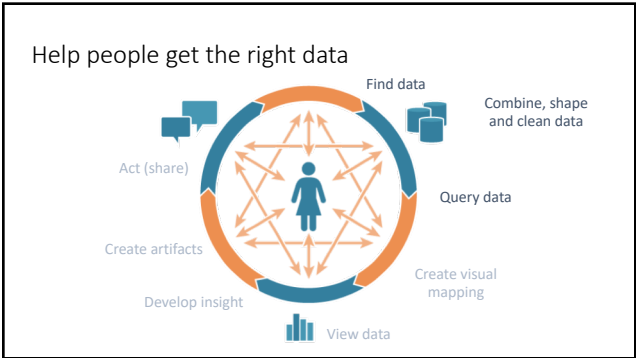 Help people get the right data
Find data
Combine, shape
and clean data
Query data
Create visual
mapping
View data
Develop insight
Create artifacts
Act (share)